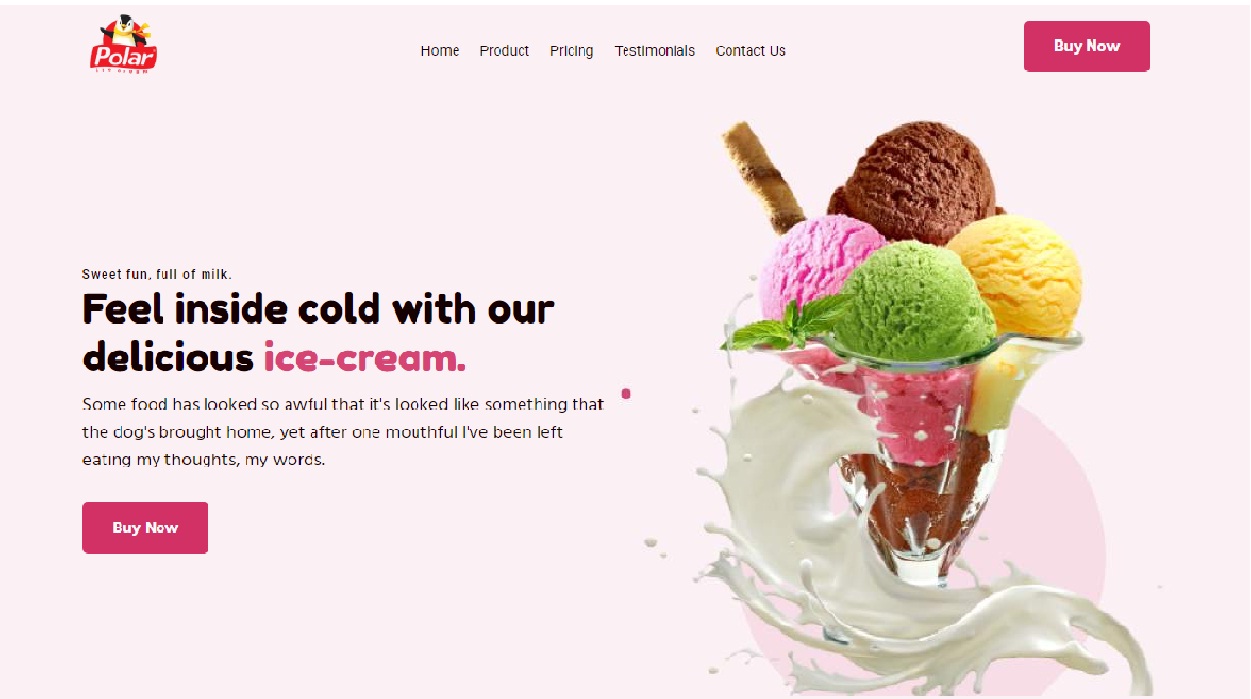 Polar
Home Product Pricing Testimonials Contact Us
Buy Now
Sweet fun, full of milk.
Feel inside cold with our
delicious ice-cream.
Some food has looked so awful that it's looked like something that
the dog's brought home, yet after one mouthful I've been left
eating my thoughts, my words.
Buy Now